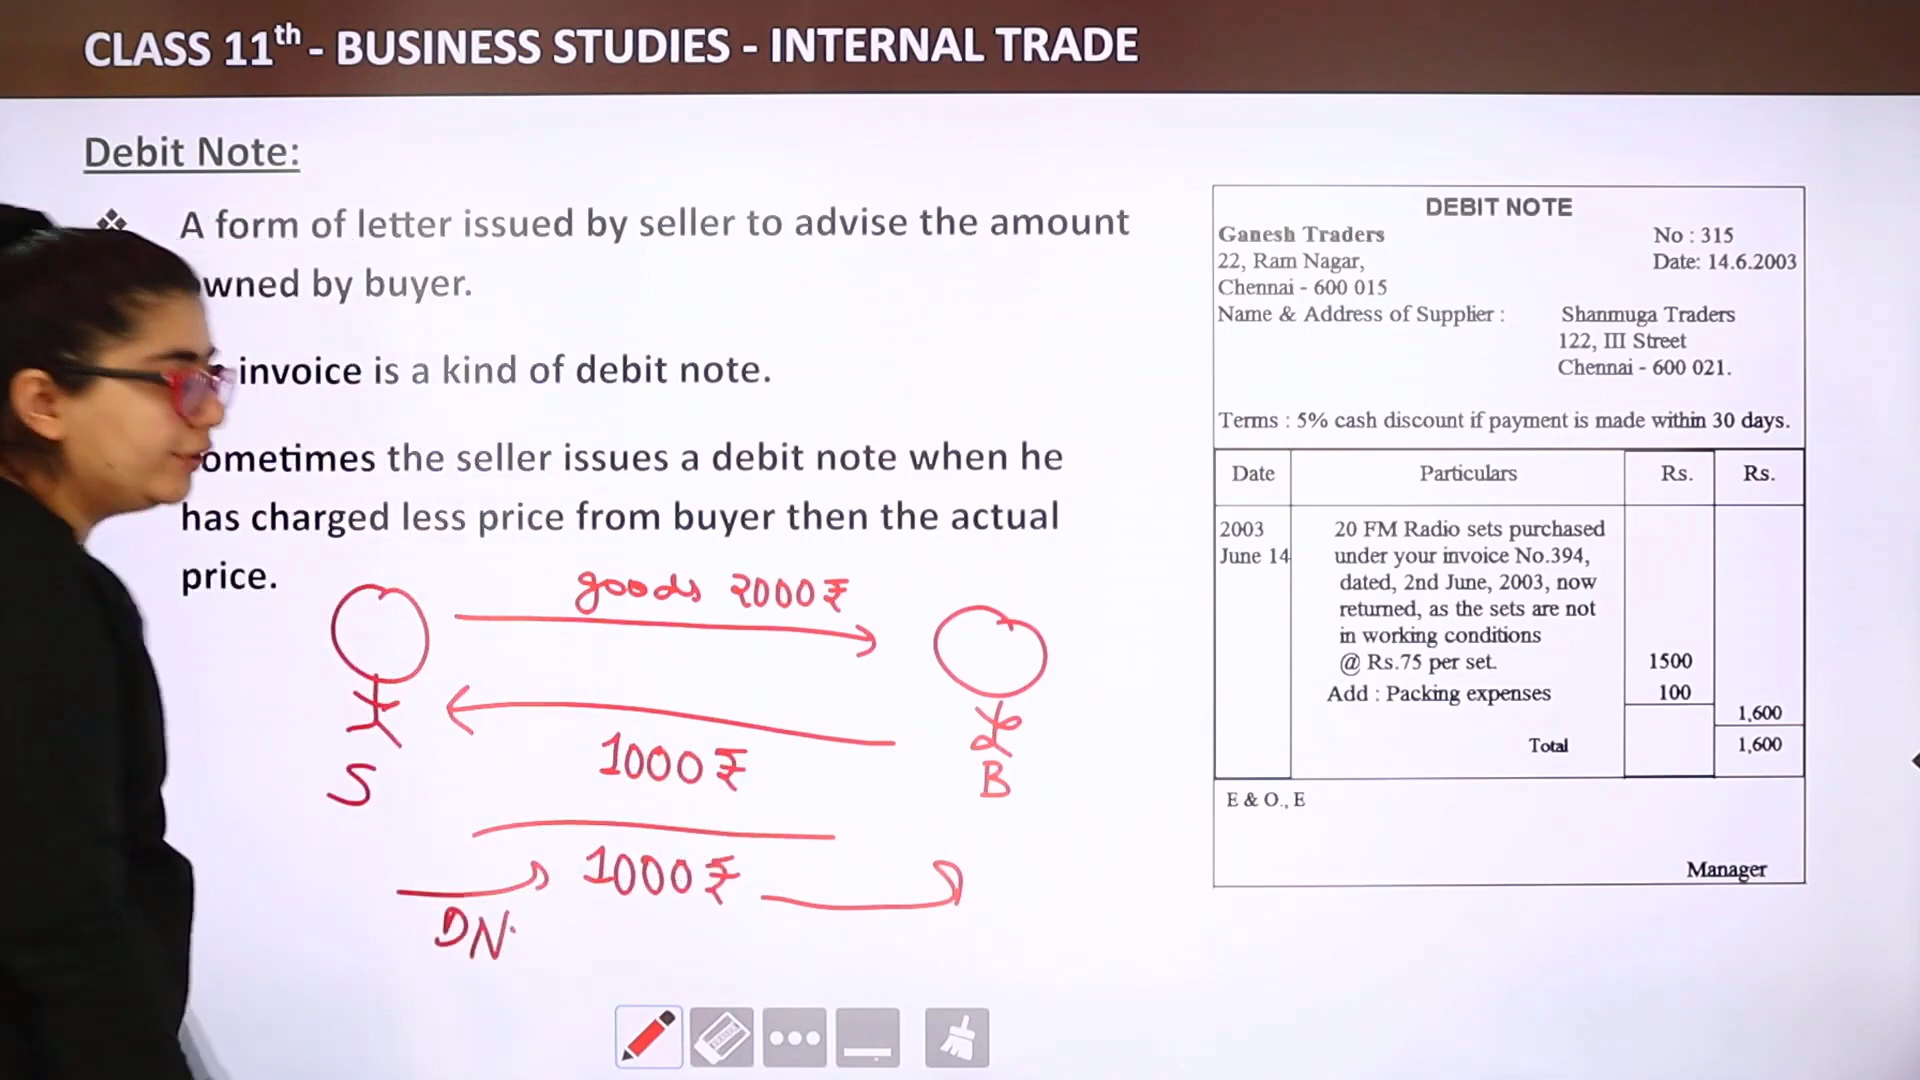 CLASS 11th - BUSINESS STUDIES - INTERNAL TRADE
Debit Note:
A form of letter issued by seller to advise the amount
wned by buyer.
invoice is a kind of debit note.
ometimes the seller issues a debit note when he
has charged less price from buyer then the actual
price.
goods 2000 ₹
1000 ₹
S
B
1000 ₹
DN.
DEBIT NOTE
Ganesh Traders No : 315
22, Ram Nagar, Date: 14.6.2003
Chennai - 600 015
Name & Address of Supplier : Shanmuga Traders
122, III Street
Chennai - 600 021.
Terms : 5% cash discount if payment is made within 30 days.
Date Particulars Rs. Rs.
2003 20 FM Radio sets purchased
June 14 under your invoice No.394,
dated, 2nd June, 2003, now
returned, as the sets are not
in working conditions
@ Rs.75 per set. 1500
Add : Packing expenses 100
1,600
Total 1,600
E & O., E
Manager